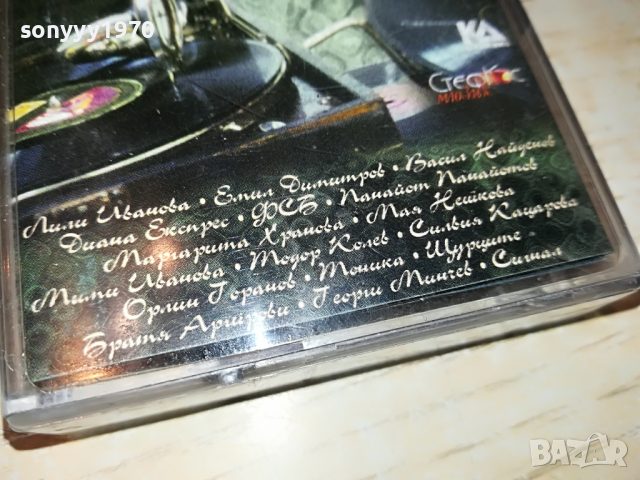 sonyyy1970
КА
Лили Иванова • Емил Димитров • Васил Найденов
Диана Експрес • ФСБ • Панайот Панайотов
Маргарита Хранова • Мая Нешкова
Мими Иванова • Тодор Колев • Силвия Кацарова
Орлин Горанов • Тоника • Щурците
Братя Аргирови • Георги Минчев • Сигнал
BAZAR